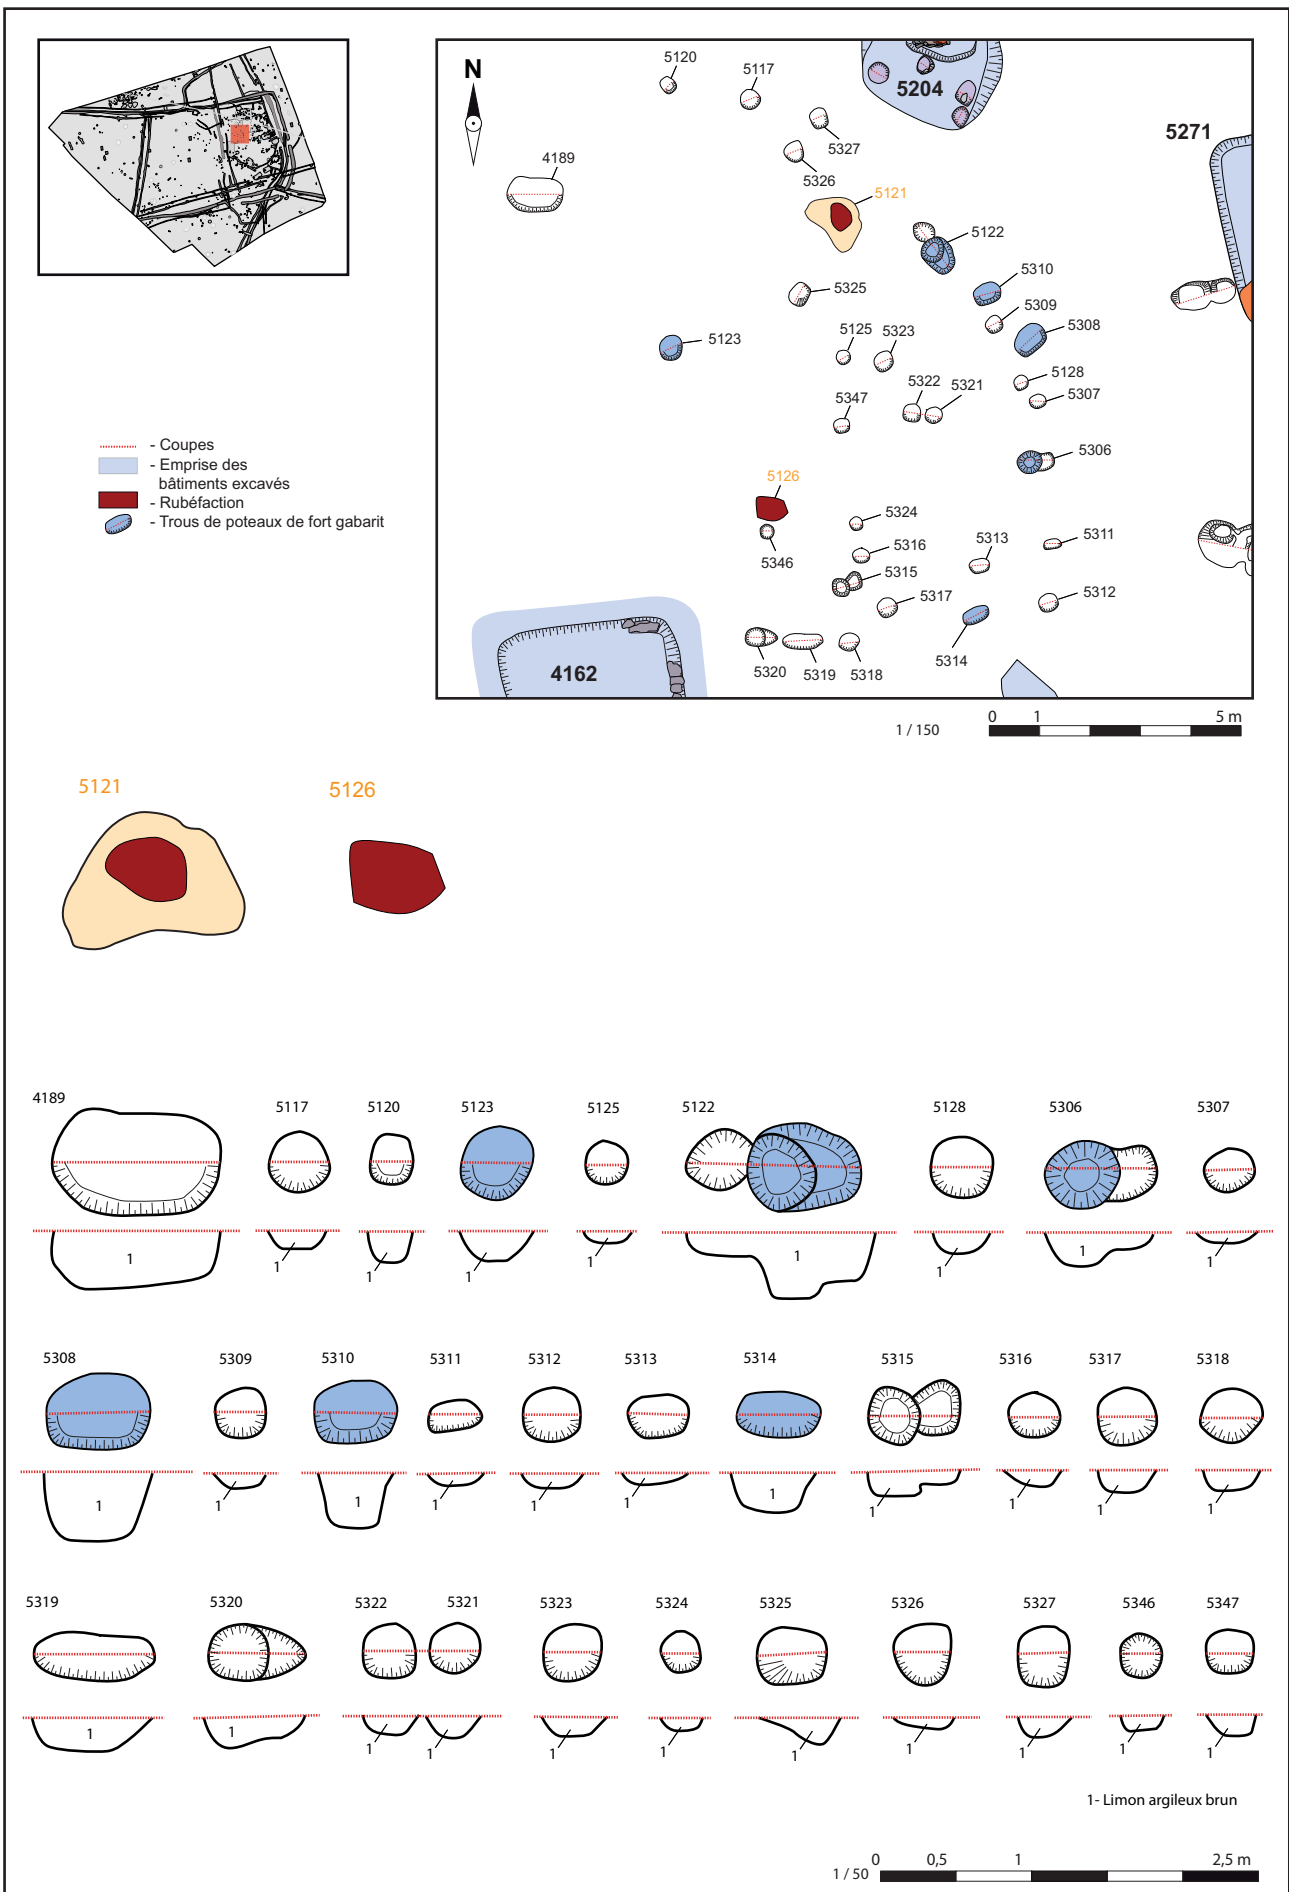 N
5120
5117
5204
5327
5326
5271
4189
5121
5122
5310
5325
5309
5308
5123
5125
5323
5128
5322
5321
5307
5347
5306
5126
5324
5316
5313
5311
5346
5315
5317
5312
5314
5320
5319
5318
4162
- Coupes
- Emprise des
bâtiments excavés
- Rubéfaction
- Trous de poteaux de fort gabarit
1 / 150
0 1 5 m
5121 5126
4189 5117 5120 5123 5125 5122 5128 5306 5307
1 1 1 1 1 1 1 1 1
5308 5309 5310 5311 5312 5313 5314 5315 5316 5317 5318
1 1 1 1 1 1 1 1 1 1 1
5319 5320 5322 5321 5323 5324 5325 5326 5327 5346 5347
1 1 1 1 1 1 1 1 1 1 1
1- Limon argileux brun
1 / 50
0 0,5 1 2,5 m